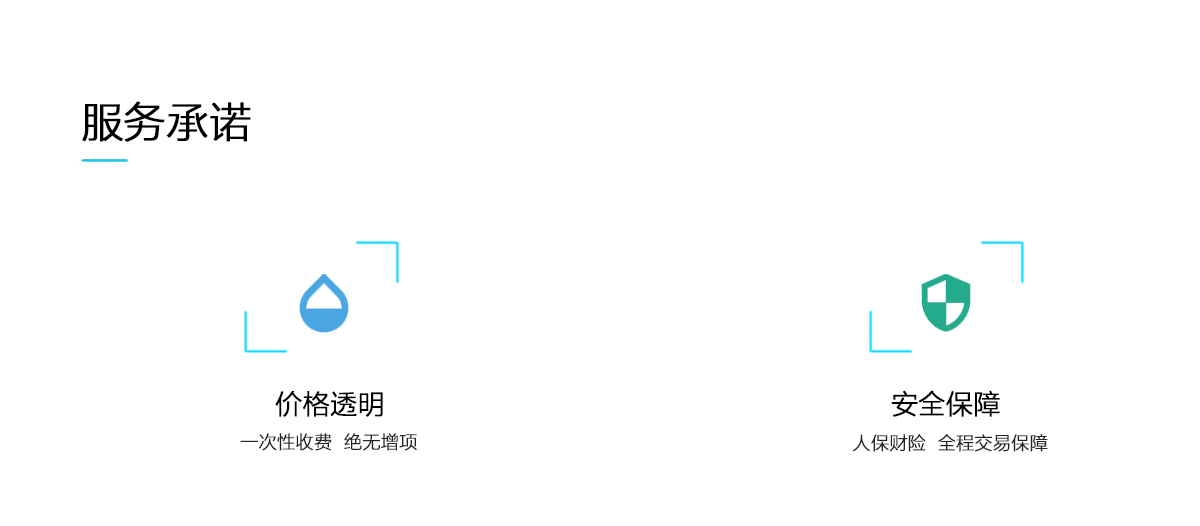 服务承诺
价格透明
一次性收费 绝无增项
安全保障
人保财险 全程交易保障